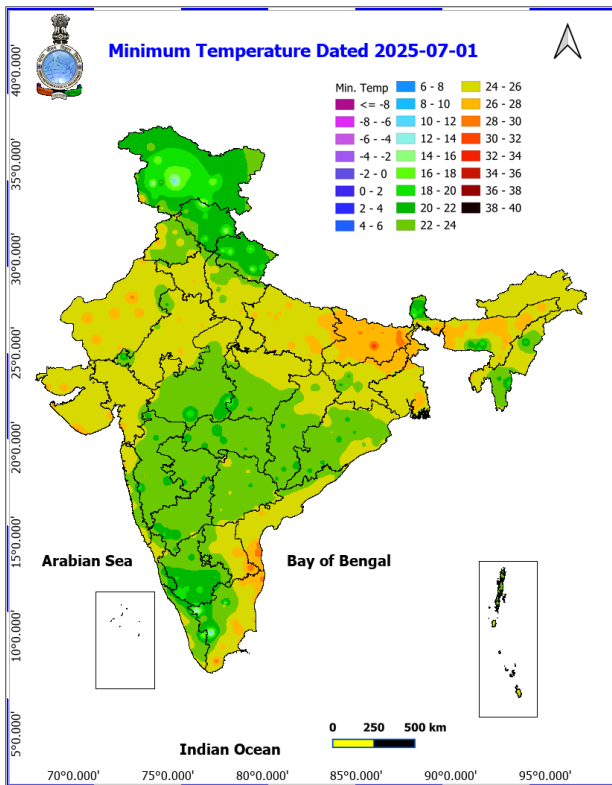 Minimum Temperature Dated 2025-07-01
Min. Temp
<= -8
-8 - -6
-6 - -4
-4 - -2
-2 - 0
0 - 2
2 - 4
4 - 6
6 - 8
8 - 10
10 - 12
12 - 14
14 - 16
16 - 18
18 - 20
20 - 22
22 - 24
24 - 26
26 - 28
28 - 30
30 - 32
32 - 34
34 - 36
36 - 38
38 - 40
40°0.000'
35°0.000'
30°0.000'
25°0.000'
20°0.000'
15°0.000'
10°0.000'
5°0.000'
Arabian Sea
Bay of Bengal
Indian Ocean
0 250 500 km
70°0.000' 75°0.000' 80°0.000' 85°0.000' 90°0.000' 95°0.000'